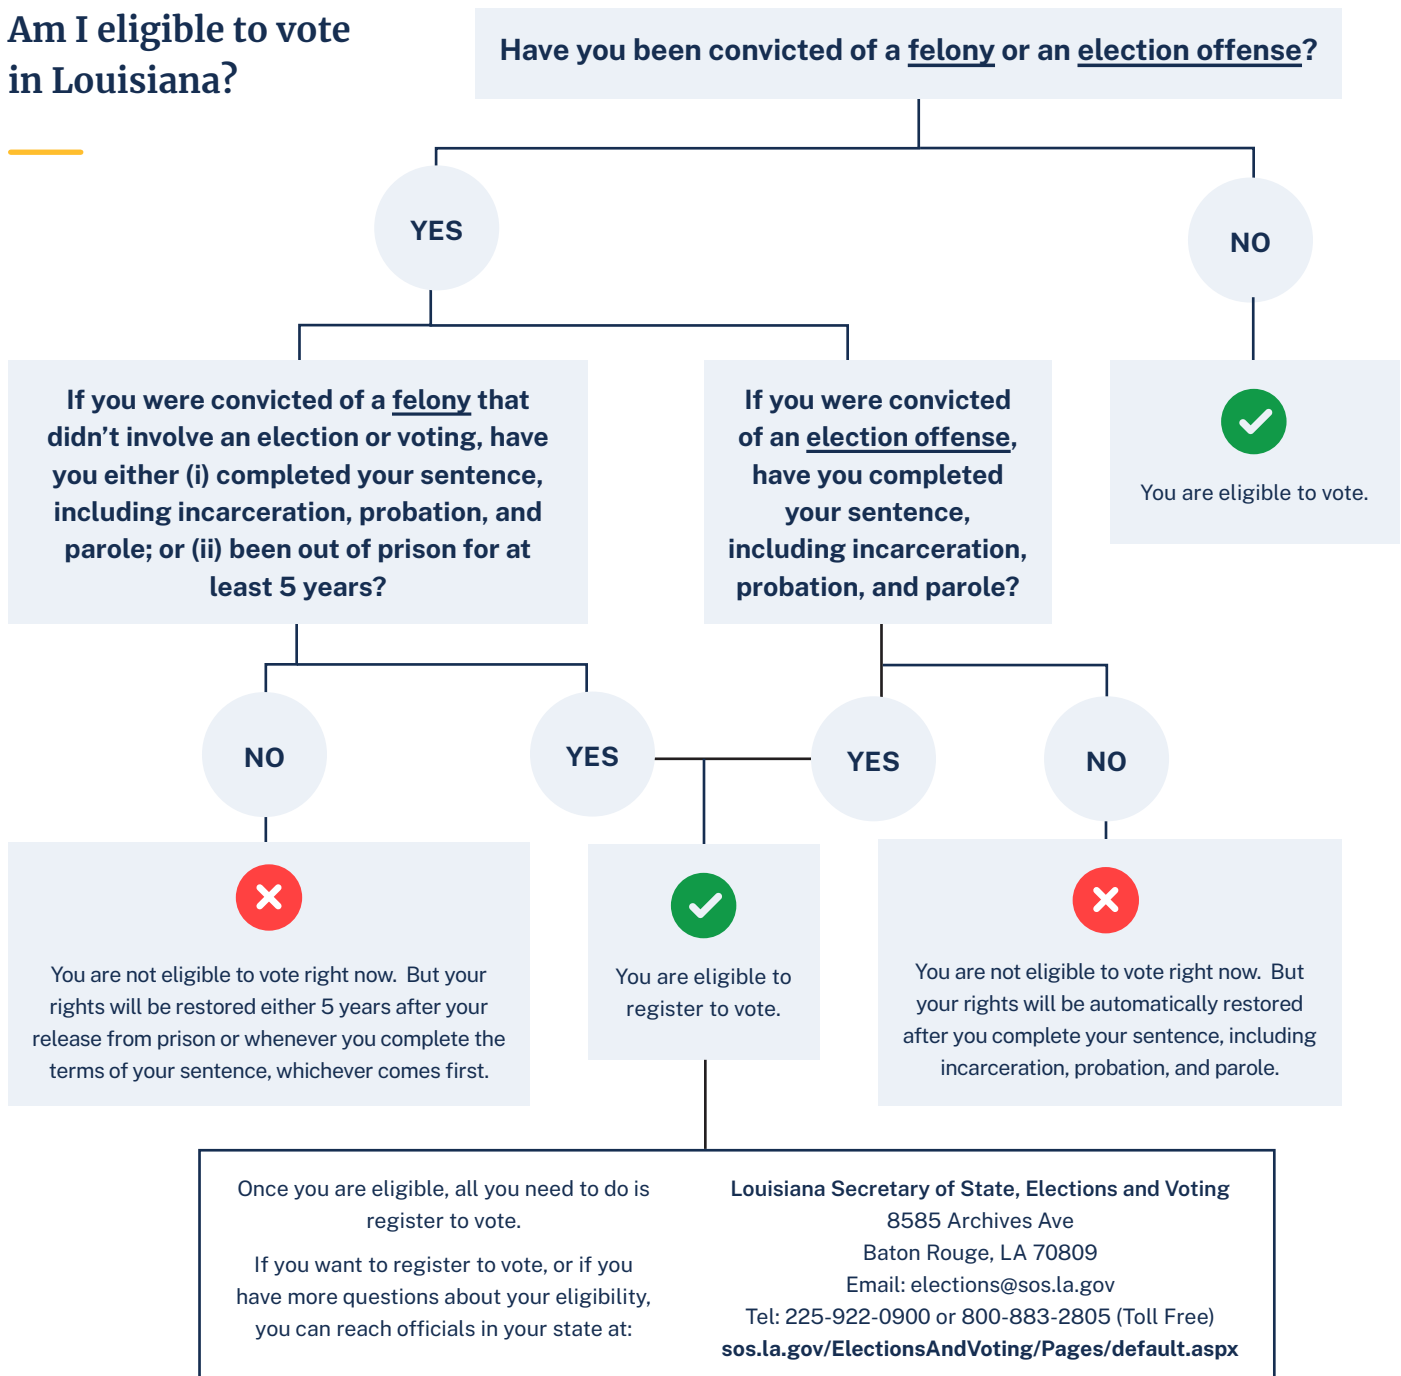 Am I eligible to vote
in Louisiana?
Have you been convicted of a felony or an election offense?
YES
NO
If you were convicted of a felony that
didn’t involve an election or voting, have
you either (i) completed your sentence,
including incarceration, probation, and
parole; or (ii) been out of prison for at
least 5 years?
If you were convicted
of an election offense,
have you completed
your sentence,
including incarceration,
probation, and parole?
You are eligible to vote.
NO
YES
YES
NO
You are not eligible to vote right now.  But your
rights will be restored either 5 years after your
release from prison or whenever you complete the
terms of your sentence, whichever comes first.
You are eligible to
register to vote.
You are not eligible to vote right now.  But
your rights will be automatically restored
after you complete your sentence, including
incarceration, probation, and parole.
Once you are eligible, all you need to do is
register to vote.
If you want to register to vote, or if you
have more questions about your eligibility,
you can reach officials in your state at:
Louisiana Secretary of State, Elections and Voting
8585 Archives Ave
Baton Rouge, LA 70809
Email: elections@sos.la.gov
Tel: 225-922-0900 or 800-883-2805 (Toll Free)
sos.la.gov/ElectionsAndVoting/Pages/default.aspx